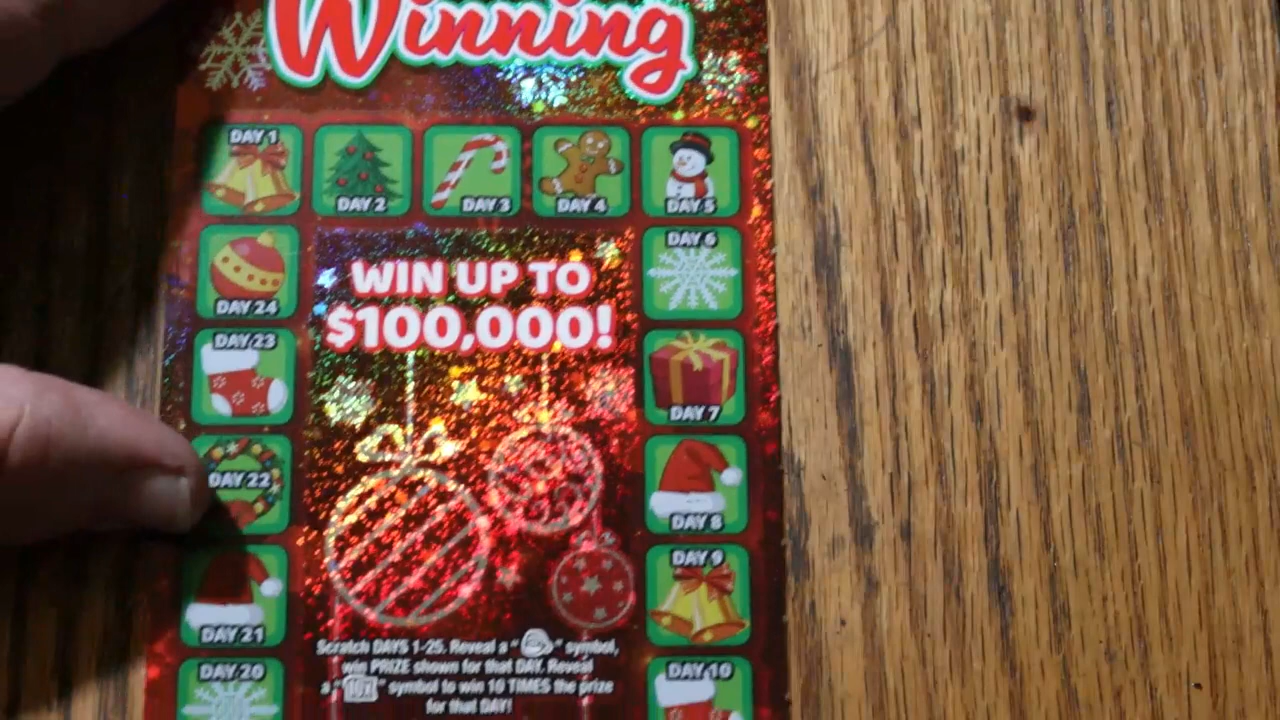 Winning
DAY 1
DAY 2
DAY 3
DAY 4
DAY 5
DAY 24
WIN UP TO
$100,000!
DAY 6
DAY 23
DAY 7
DAY 22
DAY 8
DAY 21
DAY 9
Scratch DAYS 1-25. Reveal a " " symbol,
win PRIZE shown for that DAY. Reveal
a "10X" symbol to win 10 TIMES the prize
for that DAY!
DAY 20
DAY 10